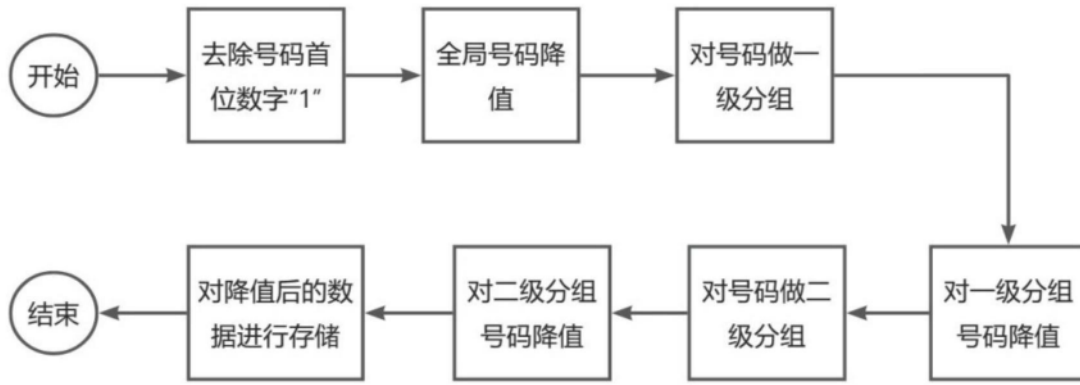 开始
去除号码首
位数字“1”
全局号码降
值
对号码做一
级分组
对一级分组
号码降值
对号码做二
级分组
对二级分组
号码降值
对降值后的数
据进行存储
结束